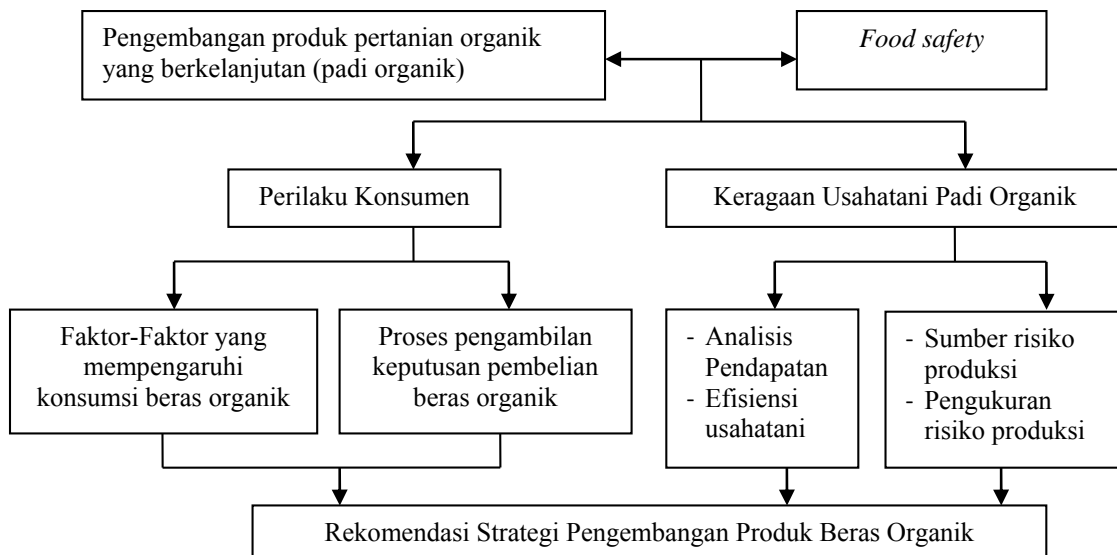 Pengembangan produk pertanian organik
yang berkelanjutan (padi organik)
Food safety
Perilaku Konsumen
Keragaan Usahatani Padi Organik
Faktor-Faktor yang
mempengaruhi
konsumsi beras organik
Proses pengambilan
keputusan pembelian
beras organik
- Analisis
Pendapatan
- Efisiensi
usahatani
- Sumber risiko
produksi
- Pengukuran
risiko produksi
Rekomendasi Strategi Pengembangan Produk Beras Organik